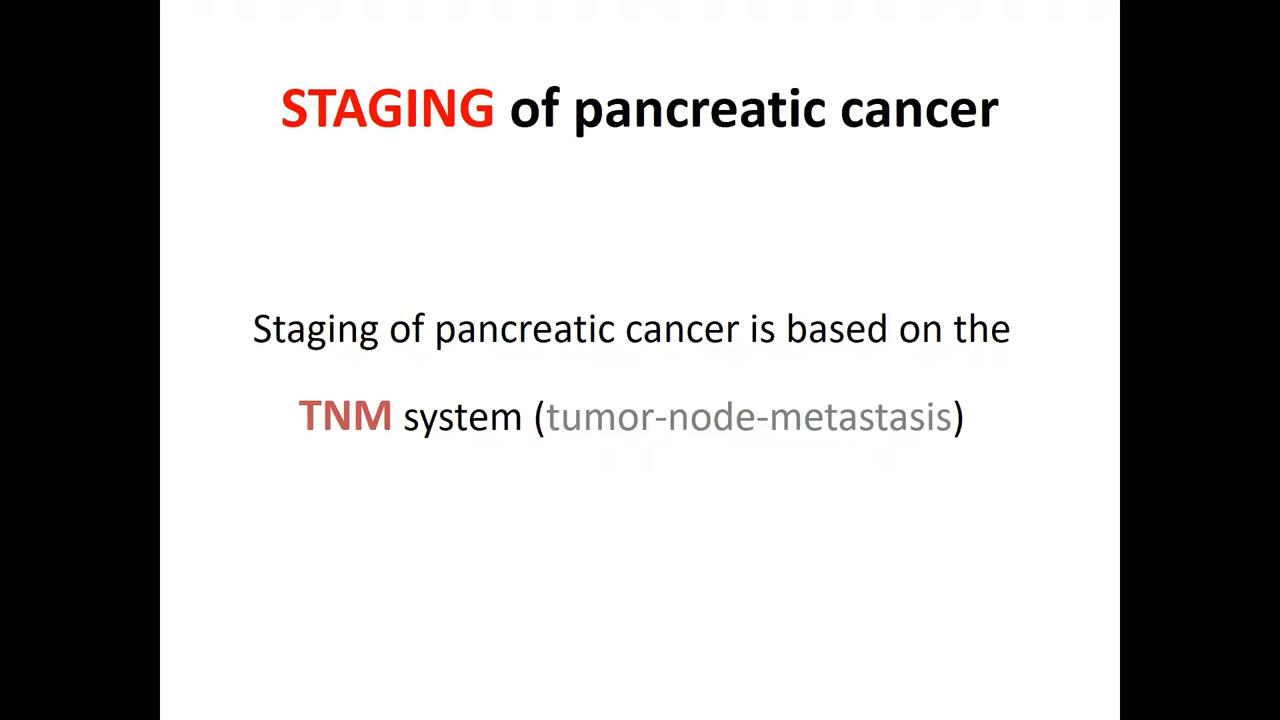 STAGING of pancreatic cancer
Staging of pancreatic cancer is based on the
TNM system (tumor-node-metastasis)